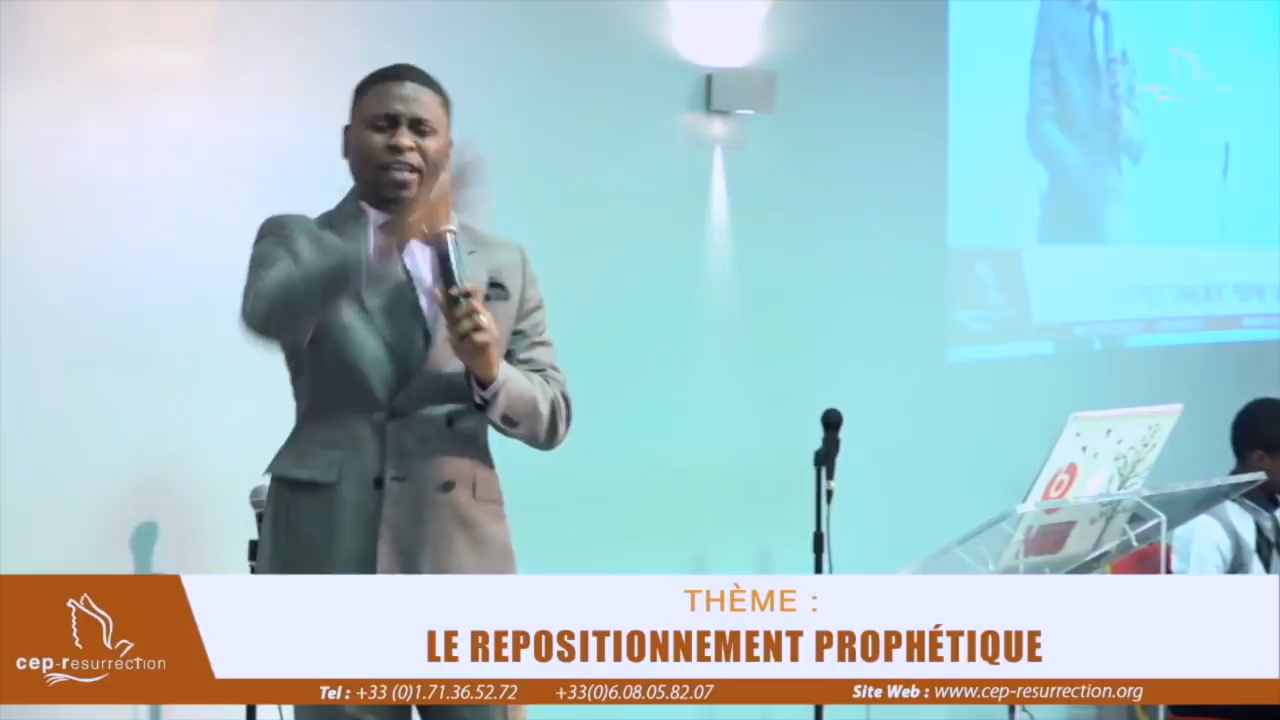 THÈME :
LE REPOSITIONNEMENT PROPHÉTIQUE
cep-resurrection
Tel : +33 (0)1.71.36.52.72 +33(0)6.08.05.82.07 Site Web : www.cep-resurrection.org